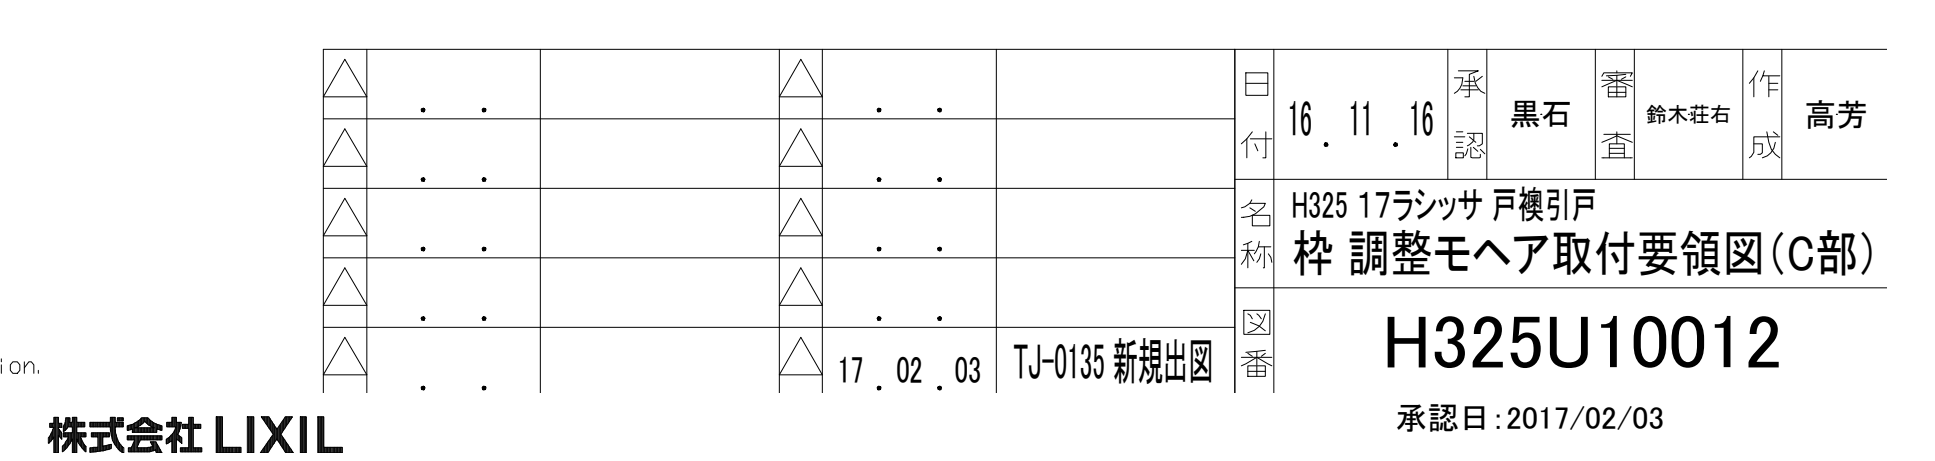 日付
16. 11. 16
承認
黒石
審査
鈴木荘右
作成
高芳
名称
H325 17ラシッサ 戸襖引戸
枠 調整モヘア取付要領図(C部)
図番
H325U10012
17. 02. 03
TJ-0135 新規出図
ion.
株式会社 LIXIL
承認日:2017/02/03